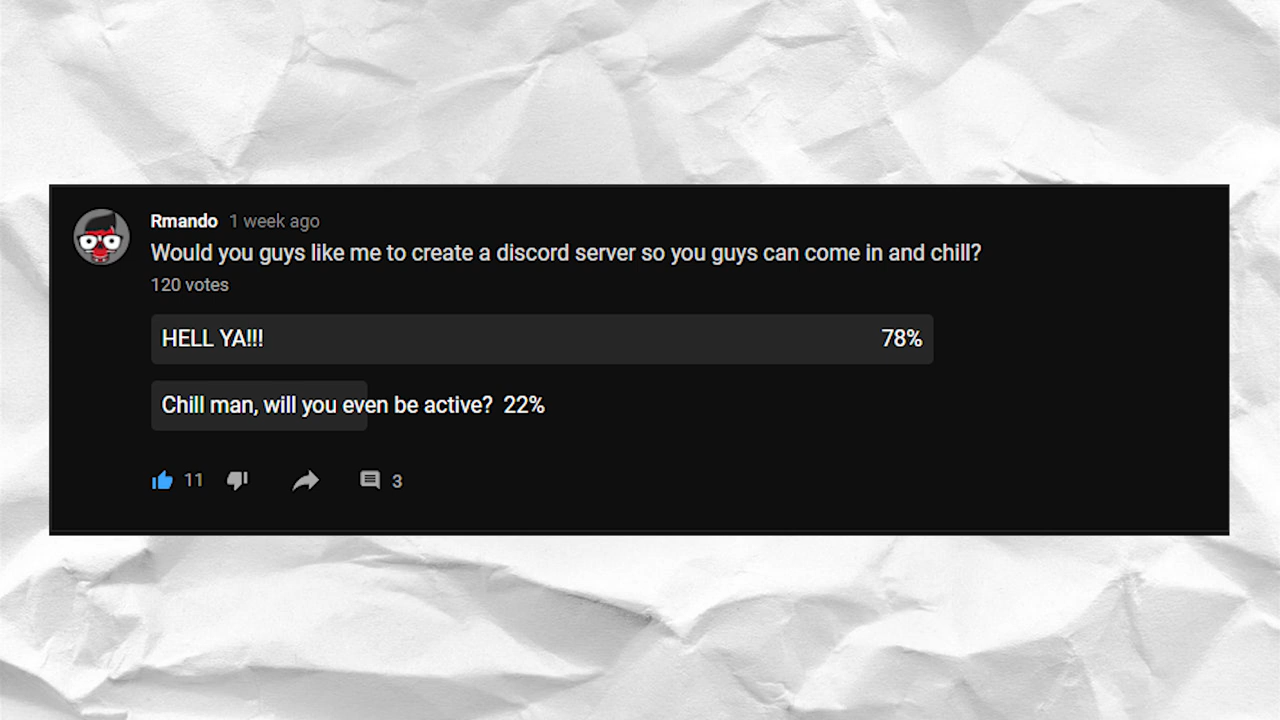 Rmando 1 week ago
Would you guys like me to create a discord server so you guys can come in and chill?
120 votes
HELL YA!!! 78%
Chill man, will you even be active? 22%
11 3